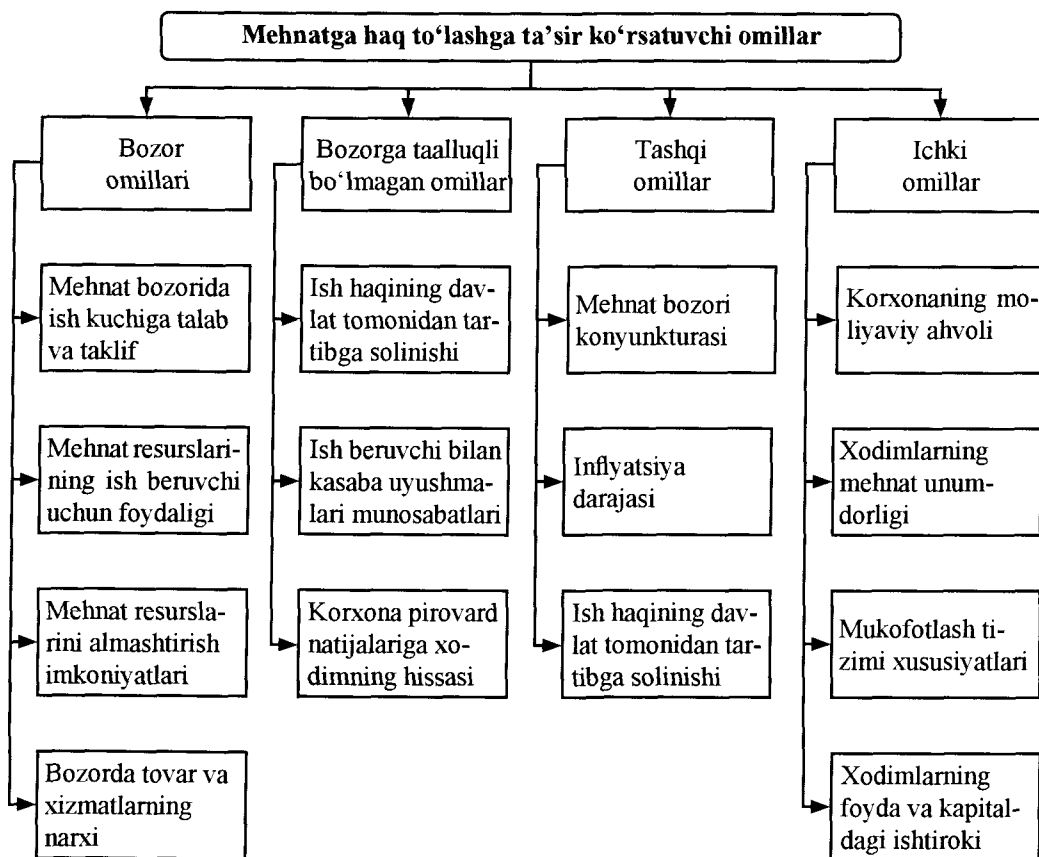 Mehnatga haq to‘lashga ta’sir ko‘rsatuvchi omillar
Bozor
omillari
Mehnat bozorida
ish kuchiga talab
va taklif
Mehnat resurslari-
ning ish beruvchi
uchun foydaligi
Mehnat resursla-
rini almashtirish
imkoniyatlari
Bozorda tovar va
xizmatlarning
narxi
Bozorga taalluqli
bo‘lmagan omillar
Ish haqining dav-
lat tomonidan tar-
tibga solinishi
Ish beruvchi bilan
kasaba uyushma-
lari munosabatlari
Korxona pirovard
natijalariga xo-
dimning hissasi
Tashqi
omillar
Mehnat bozori
konyunkturasi
Inflyatsiya
darajasi
Ish haqining dav-
lat tomonidan tar-
tibga solinishi
Ichki
omillar
Korxonaning mo-
liyaviy ahvoli
Xodimlarning
mehnat unum-
dorligi
Mukofotlash ti-
zimi xususiyatlari
Xodimlarning
foyda va kapital-
dagi ishtiroki